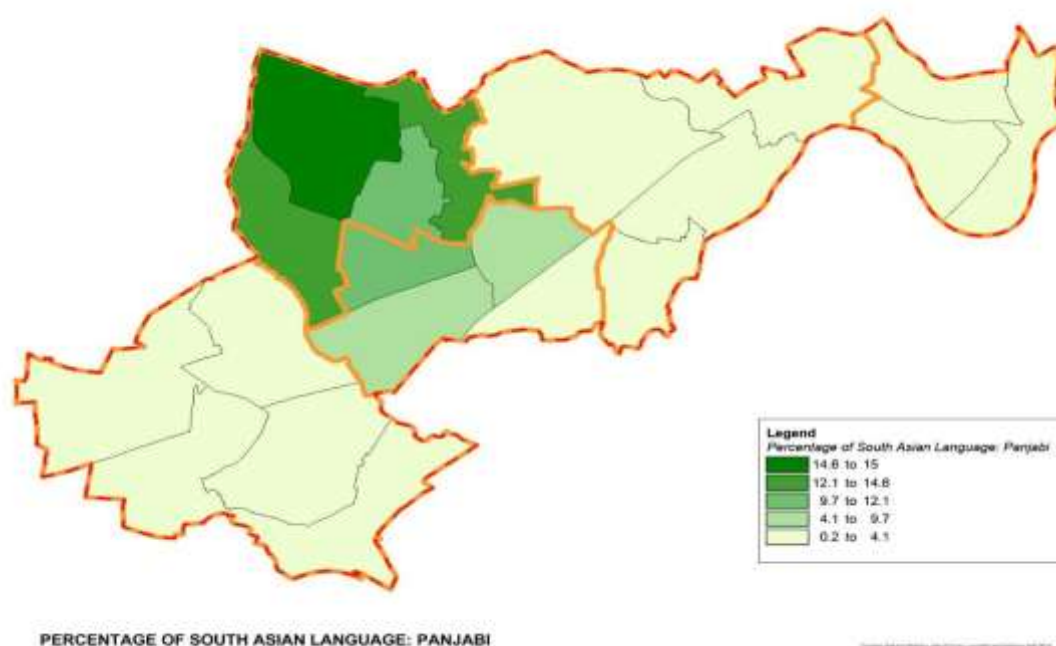 Legend
Percentage of South Asian Language: Panjabi
14.6 to 15
12.1 to 14.6
9.7 to 12.1
4.1 to 9.7
0.2 to 4.1
PERCENTAGE OF SOUTH ASIAN LANGUAGE: PANJABI